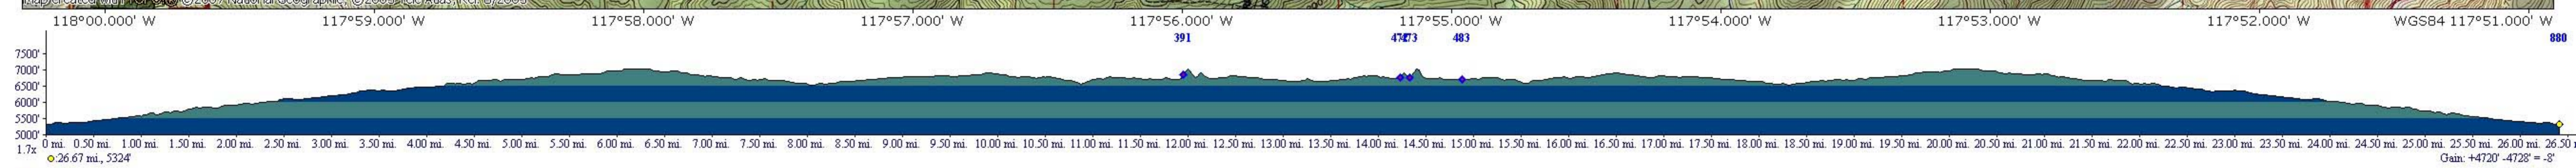 118°00.000' W 117°59.000' W 117°58.000' W 117°57.000' W 117°56.000' W 117°55.000' W 117°54.000' W 117°53.000' W 117°52.000' W WGS84 117°51.000' W
391 473 483 880
7500'
7000'
6500'
6000'
5500'
5000'
0 mi. 0.50 mi. 1.00 mi. 1.50 mi. 2.00 mi. 2.50 mi. 3.00 mi. 3.50 mi. 4.00 mi. 4.50 mi. 5.00 mi. 5.50 mi. 6.00 mi. 6.50 mi. 7.00 mi. 7.50 mi. 8.00 mi. 8.50 mi. 9.00 mi. 9.50 mi. 10.00 mi. 10.50 mi. 11.00 mi. 11.50 mi. 12.00 mi. 12.50 mi. 13.00 mi. 13.50 mi. 14.00 mi. 14.50 mi. 15.00 mi. 15.50 mi. 16.00 mi. 16.50 mi. 17.00 mi. 17.50 mi. 18.00 mi. 18.50 mi. 19.00 mi. 19.50 mi. 20.00 mi. 20.50 mi. 21.00 mi. 21.50 mi. 22.00 mi. 22.50 mi. 23.00 mi. 23.50 mi. 24.00 mi. 24.50 mi. 25.00 mi. 25.50 mi. 26.00 mi. 26.50
1.7x
:26.67 mi., 5324' Gain: +4720' -4728' = -8'